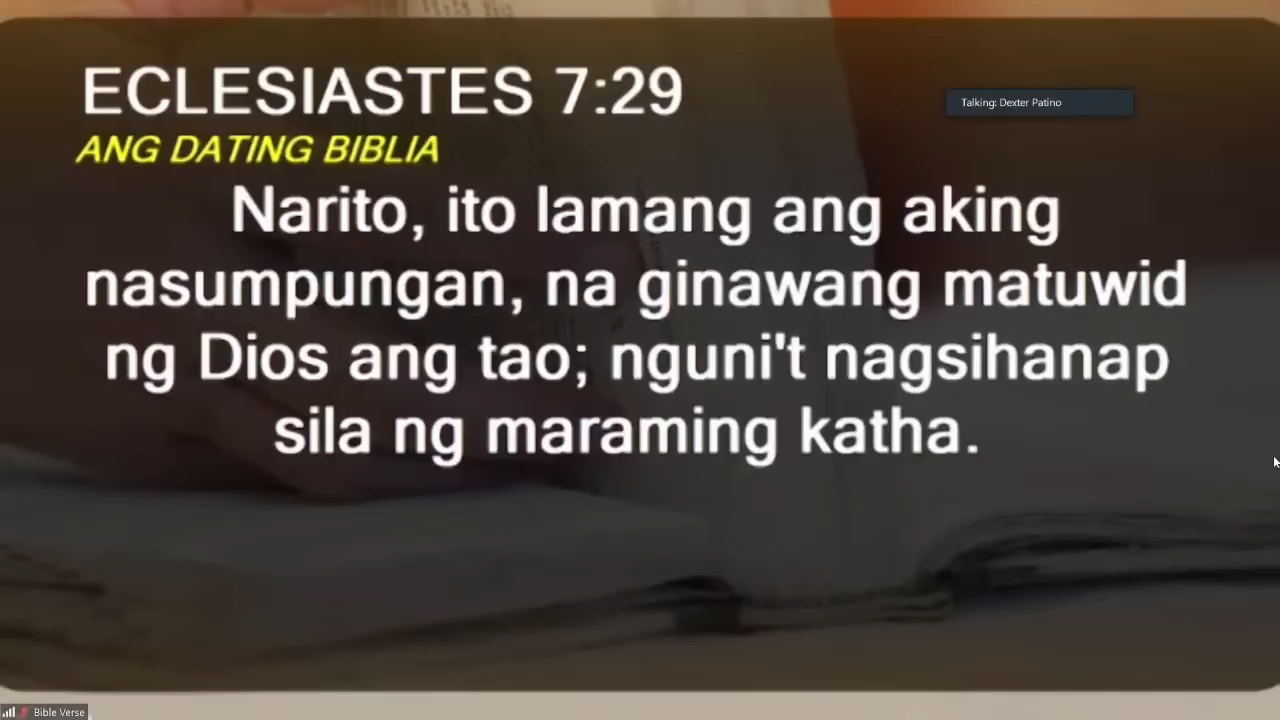 ECLESIASTES 7:29
Talking: Dexter Patino
ANG DATING BIBLIA
Narito, ito lamang ang aking
nasumpungan, na ginawang matuwid
ng Dios ang tao; nguni't nagsihanap
sila ng maraming katha.
Bible Verse